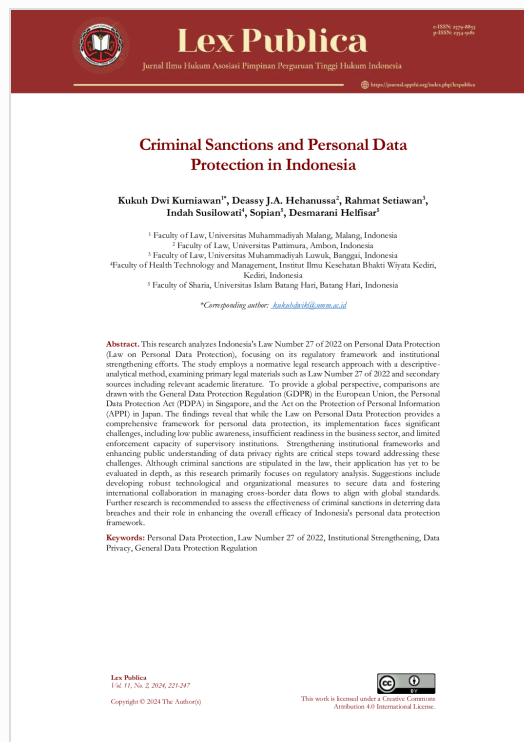 e-ISSN: 2579-8855
p-ISSN: 2354-9181
Lex Publica
Jurnal Ilmu Hukum Asosiasi Pimpinan Perguruan Tinggi Hukum Indonesia
https://journal.appthi.org/index.php/lexpublica
Criminal Sanctions and Personal Data
Protection in Indonesia
Kukuh Dwi Kurniawan1*, Deassy J.A. Hehanussa2, Rahmat Setiawan3,
Indah Susilowati4, Sopian5, Desmarani Helfisar5
1 Faculty of Law, Universitas Muhammadiyah Malang, Malang, Indonesia
2 Faculty of Law, Universitas Pattimura, Ambon, Indonesia
3 Faculty of Law, Universitas Muhammadiyah Luwuk, Banggai, Indonesia
4Faculty of Health Technology and Management, Institut Ilmu Kesehatan Bhakti Wiyata Kediri,
Kediri, Indonesia
5 Faculty of Sharia, Universitas Islam Batang Hari, Batang Hari, Indonesia
*Corresponding author: kukuhdwik@umm.ac.id
Abstract. This research analyzes Indonesia's Law Number 27 of 2022 on Personal Data Protection
(Law on Personal Data Protection), focusing on its regulatory framework and institutional
strengthening efforts. The study employs a normative legal research approach with a descriptive-
analytical method, examining primary legal materials such as Law Number 27 of 2022 and secondary
sources including relevant academic literature. To provide a global perspective, comparisons are
drawn with the General Data Protection Regulation (GDPR) in the European Union, the Personal
Data Protection Act (PDPA) in Singapore, and the Act on the Protection of Personal Information
(APPI) in Japan. The findings reveal that while the Law on Personal Data Protection provides a
comprehensive framework for personal data protection, its implementation faces significant
challenges, including low public awareness, insufficient readiness in the business sector, and limited
enforcement capacity of supervisory institutions. Strengthening institutional frameworks and
enhancing public understanding of data privacy rights are critical steps toward addressing these
challenges. Although criminal sanctions are stipulated in the law, their application has yet to be
evaluated in depth, as this research primarily focuses on regulatory analysis. Suggestions include
developing robust technological and organizational measures to secure data and fostering
international collaboration in managing cross-border data flows to align with global standards.
Further research is recommended to assess the effectiveness of criminal sanctions in deterring data
breaches and their role in enhancing the overall efficacy of Indonesia's personal data protection
framework.
Keywords: Personal Data Protection, Law Number 27 of 2022, Institutional Strengthening, Data
Privacy, General Data Protection Regulation
Lex Publica
Vol. 11, No. 2, 2024, 221-247
Copyright © 2024 The Author(s)
cc
BY
This work is licensed under a Creative Commons
Attribution 4.0 International License.